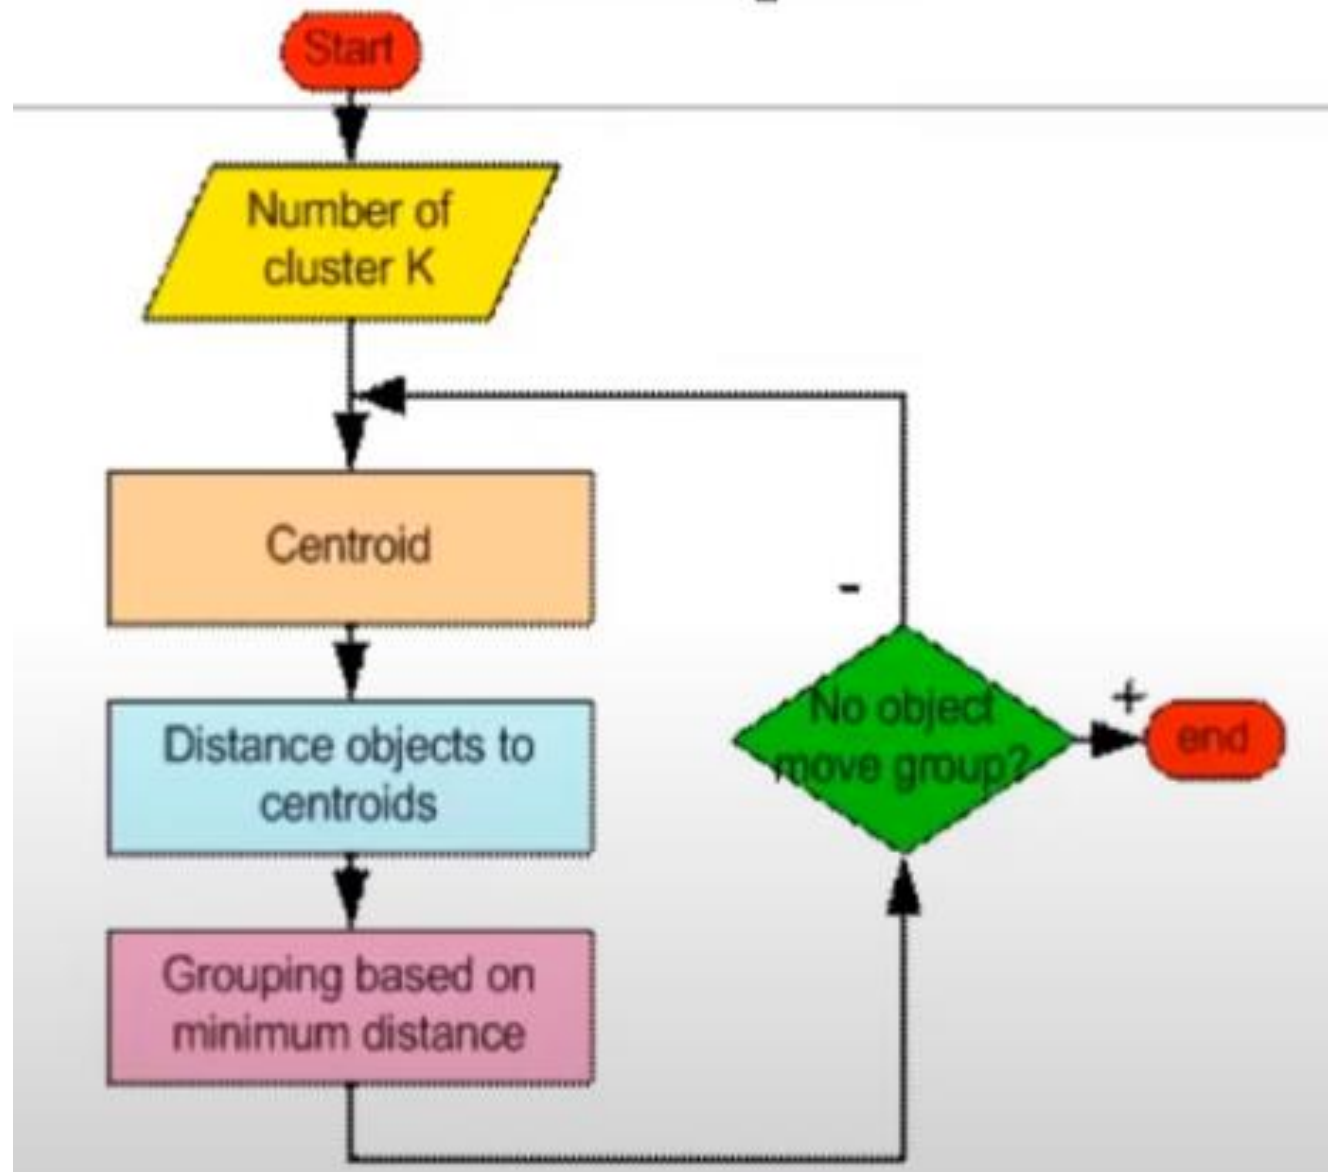 Start
Number of
cluster K
Centroid
Distance objects to
centroids
Grouping based on
minimum distance
-
No object
move group?
+
end